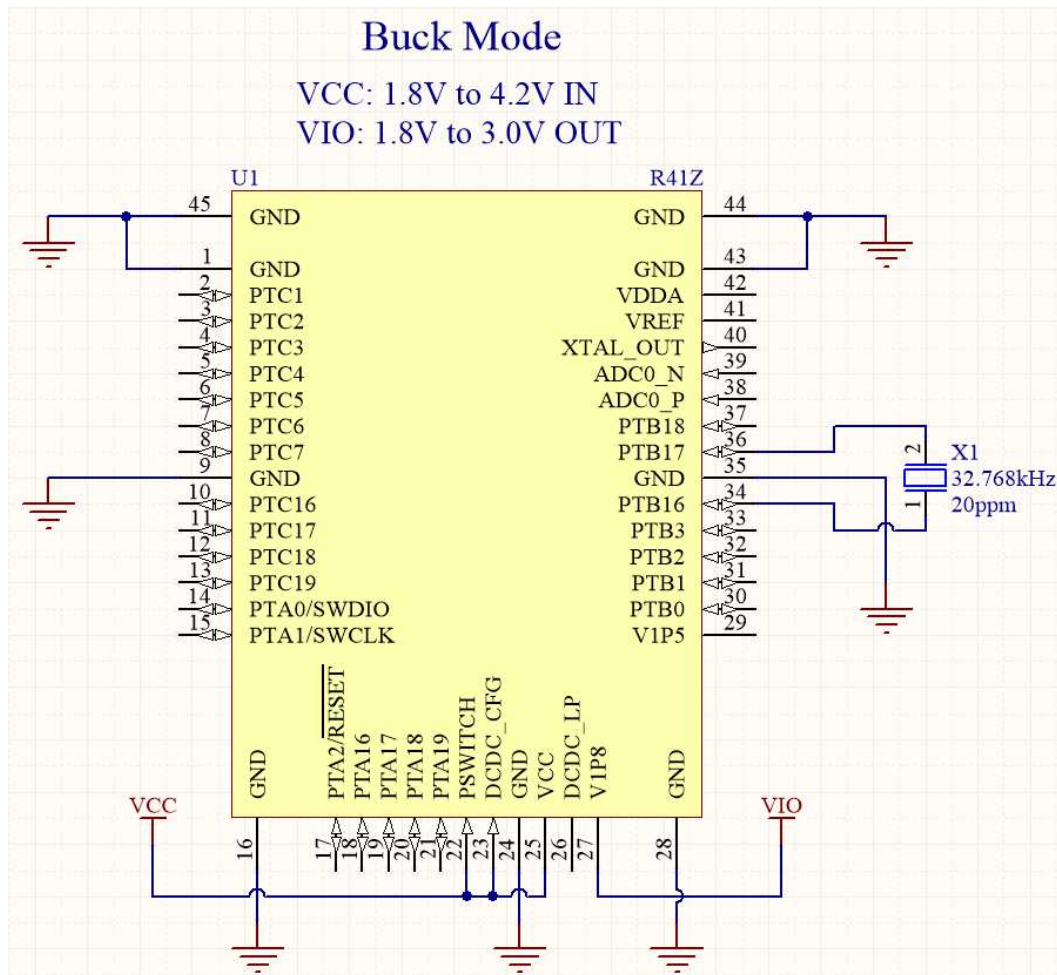 Buck Mode
VCC: 1.8V to 4.2V IN
VIO: 1.8V to 3.0V OUT
U1
R41Z
45 GND
GND 44
1 GND
GND 43
2 PTC1
VDDA 42
3 PTC2
VREF 41
4 PTC3
XTAL_OUT 40
5 PTC4
ADC0_N 39
6 PTC5
ADC0_P 38
7 PTC6
PTB18 37
8 PTC7
PTB17 36
9 GND
GND 35
10 PTC16
PTB16 34
11 PTC17
PTB3 33
12 PTC18
PTB2 32
13 PTC19
PTB1 31
14 PTA0/SWDIO
PTB0 30
15 PTA1/SWCLK
V1P5 29
2
X1
32.768kHz
1
20ppm
GND
PTA2/RESET
PTA16
PTA17
PTA18
PTA19
PSWITCH
DCDC_CFG
GND
VCC
DCDC_LP
V1P8
GND
VCC
VIO
16
17
18
19
20
21
22
23
24
25
26
27
28